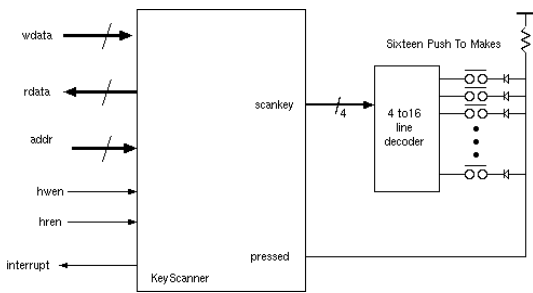 wdata
rdata
addr
hwen
hren
interrupt
scankey
4
pressed
KeyScanner
Sixteen Push To Makes
4 to16
line
decoder